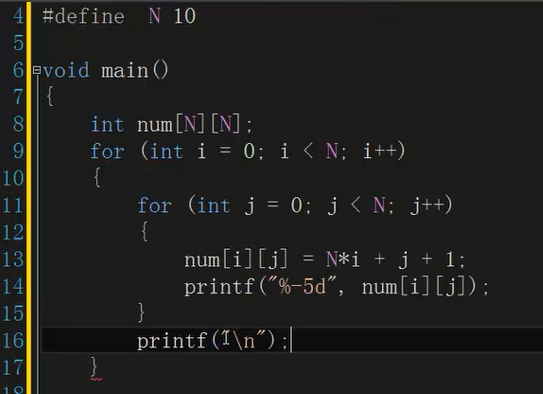 4 #define  N 10
5
6 void main()
7 {
8     int num[N][N];
9     for (int i = 0; i < N; i++)
10     {
11         for (int j = 0; j < N; j++)
12         {
13             num[i][j] = N*i + j + 1;
14             printf("%-5d", num[i][j]);
15         }
16         printf("\n");
17     }
18